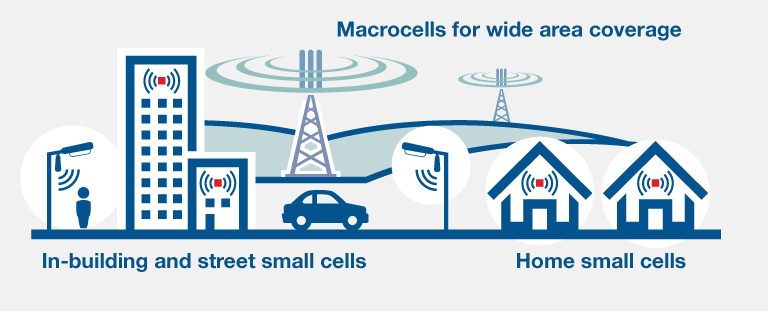 Macrocells for wide area coverage
In-building and street small cells
Home small cells